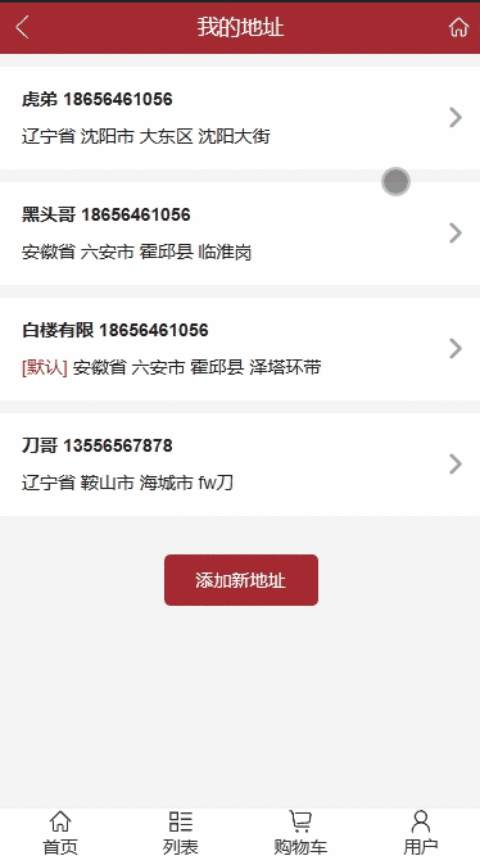 我的地址
虎弟 18656461056
辽宁省 沈阳市 大东区 沈阳大街
黑头哥 18656461056
安徽省 六安市 霍邱县 临淮岗
白楼有限 18656461056
[默认] 安徽省 六安市 霍邱县 泽塔环带
刀哥 13556567878
辽宁省 鞍山市 海城市 fw刀
添加新地址
首页 列表 购物车 用户